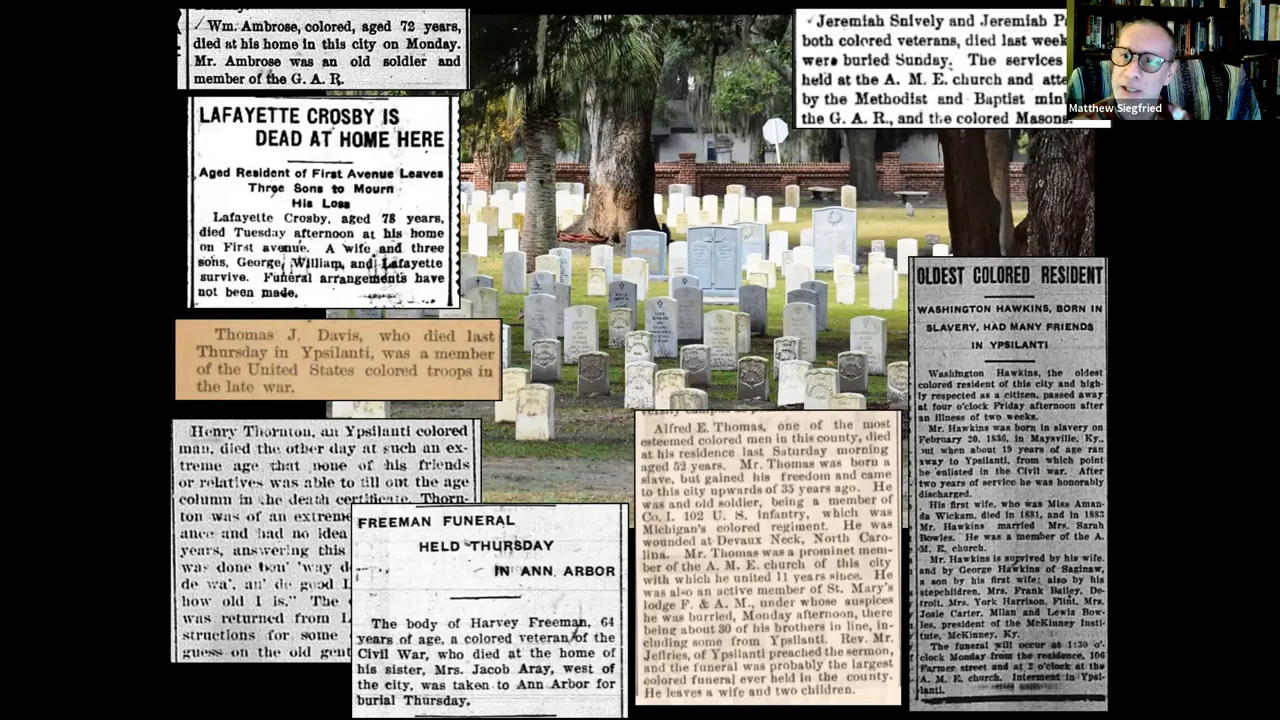 Wm. Ambrose, colored, aged 72 years,
died at his home in this city on Monday.
Mr. Ambrose was an old soldier and
member of the G. A. R.
LAFAYETTE CROSBY IS
DEAD AT HOME HERE
Aged Resident of First Avenue Leaves
Three Sons to Mourn
His Loss
Lafayette Crosby, aged 78 years,
died Tuesday afternoon at his home
on First avenue. A wife and three
sons, George, William, and Lafayette
survive. Funeral arrangements have
not been made.
Thomas J. Davis, who died last
Thursday in Ypsilanti, was a member
of the United States colored troops in
the late war.
Henry Thornton, an Ypsilanti colored
man, died the other day at such an ex-
treme age that none of his friends
or relatives was able to fill out the age
column in the death certificate. Thorn-
ton was of an extreme
ance and had no idea
years, answering this
was done ben' 'way d
de wa', an' de good L
how old I is." The
was returned from L
structions for some
guess on the old gent
FREEMAN FUNERAL
HELD THURSDAY
IN ANN ARBOR
The body of Harvey Freeman, 64
years of age, a colored veteran of the
Civil War, who died at the home of
his sister, Mrs. Jacob Aray, west of
the city, was taken to Ann Arbor for
burial Thursday.
Alfred E. Thomas, one of the most
esteemed colored men in this county, died
at his residence last Saturday morning
aged 52 years. Mr. Thomas was born a
slave, but gained his freedom and came
to this city upwards of 35 years ago. He
was and old soldier, being a member of
Co. I. 102 U. S. infantry, which was
Michigan's colored regiment. He was
wounded at Devaux Neck, North Caro-
lina. Mr. Thomas was a prominet mem-
ber of the A. M. E. church of this city
with which he united 11 years since. He
was also an active member of St. Mary's
lodge F. & A. M., under whose auspices
he was burried, Monday afternoon, there
being about 30 of his brothers in line, in-
cluding some from Ypsilanti. Rev. Mr.
Jeffries, of Ypsilanti preached the sermon,
and the funeral was probably the largest
colored funeral ever held in the county.
He leaves a wife and two children.
Jeremiah Snively and Jeremiah P
both colored veterans, died last week
were buried Sunday. The services
held at the A. M. E. church and atte
by the Methodist and Baptist mini
the G. A. R., and the colored Masons.
Matthew Siegfried
OLDEST COLORED RESIDENT
WASHINGTON HAWKINS, BORN IN
SLAVERY, HAD MANY FRIENDS
IN YPSILANTI
Washington Hawkins, the oldest
colored resident of this city and high-
ly respected as a citizen, passed away
at four o'clock Friday afternoon after
an illness of two weeks.
Mr. Hawkins was born in slavery on
February 20, 1836, in Maysville, Ky.,
but when about 19 years of age ran
away to Ypsilanti, from which point
he enlisted in the Civil war. After
two years of service he was honorably
discharged.
His first wife, who was Miss Aman-
da Wickam, died in 1881, and in 1883
Mr. Hawkins married Mrs. Sarah
Bowles. He was a member of the A.
M. E. church.
Mr. Hawkins is survived by his wife,
and by George Hawkins of Saginaw,
a son by his first wife; also by his
stepchildren, Mrs. Frank Bailey, De-
troit, Mrs. York Harrison, Flint, Mrs.
Josie Carter, Milan and Lewis Bow-
les, president of the McKinney Insti-
tute, McKinney, Ky.
The funeral will occur at 1:30 o'-
clock Monday from the residence, 106
Farmer street and at 2 o'clock at the
A. M. E. church. Interment in Ypsi-
lanti.